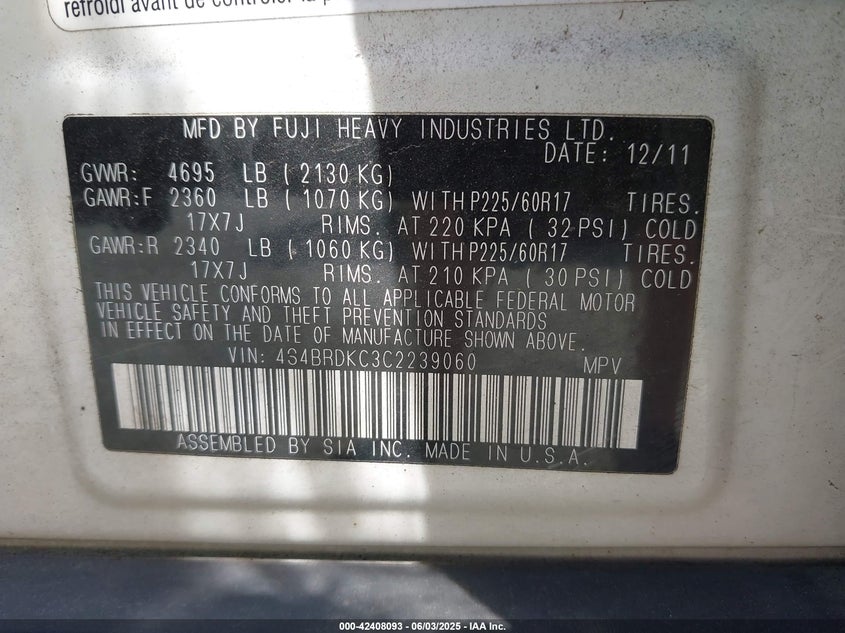 refroidi avant de contrôler la p
MFD BY FUJI HEAVY INDUSTRIES LTD.
DATE: 12/11
GVWR: 4695 LB ( 2130 KG)
GAWR:F 2360 LB ( 1070 KG) WITH P225/60R17 TIRES.
17X7J RIMS. AT 220 KPA ( 32 PSI) COLD
GAWR:R 2340 LB ( 1060 KG) WITH P225/60R17 TIRES.
17X7J RIMS. AT 210 KPA ( 30 PSI) COLD
THIS VEHICLE CONFORMS TO ALL APPLICABLE FEDERAL MOTOR
VEHICLE SAFETY AND THEFT PREVENTION STANDARDS
IN EFFECT ON THE DATE OF MANUFACTURE SHOWN ABOVE.
VIN: 4S4BRDKC3C2239060 MPV
ASSEMBLED BY SIA INC. MADE IN U.S.A.
000-42408093 - 06/03/2025 - IAA Inc.